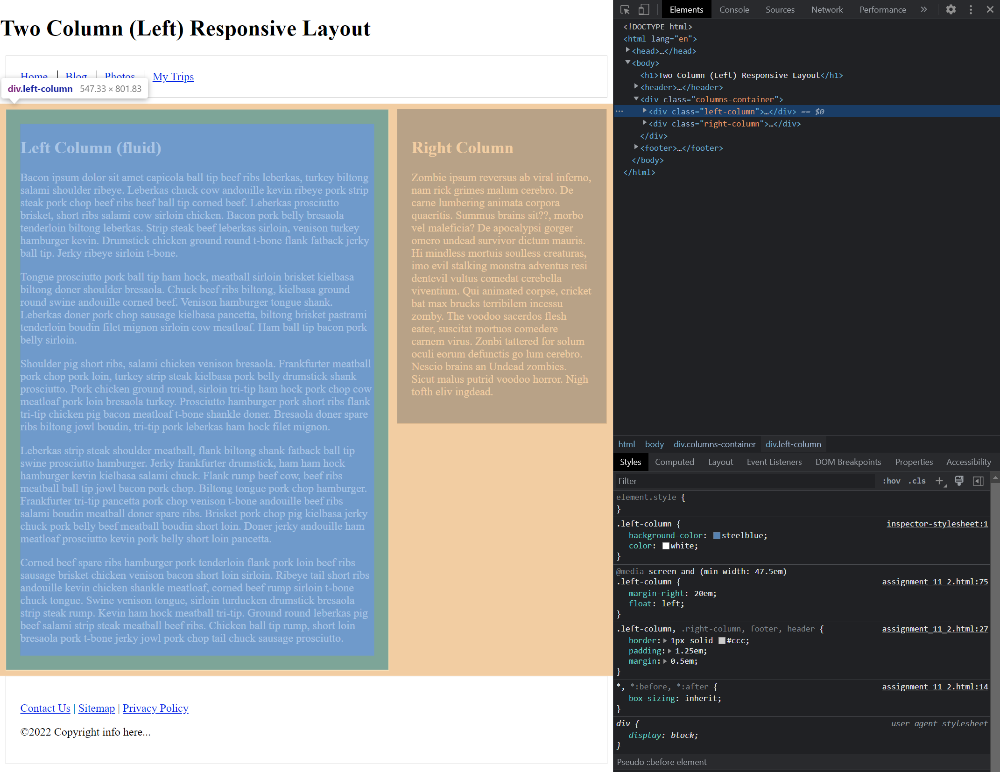 Two Column (Left) Responsive Layout
Home
Blog
Photos
My Trips
div.left-column 547.33 × 801.83
Left Column (fluid)
Bacon ipsum dolor sit amet capicola ball tip beef ribs leberkas, turkey biltong
salami shoulder ribeye. Leberkas chuck cow andouille kevin ribeye pork strip
steak pork chop beef ribs beef ball tip corned beef. Leberkas prosciutto
brisket, short ribs salami cow sirloin chicken. Bacon pork belly bresaola
tenderloin biltong leberkas. Strip steak beef leberkas sirloin, venison turkey
hamburger kevin. Drumstick chicken ground round t-bone flank fatback jerky
ball tip. Jerky ribeye sirloin t-bone.
Tongue prosciutto pork ball tip ham hock, meatball sirloin brisket kielbasa
biltong doner shoulder bresaola. Chuck beef ribs biltong, kielbasa ground
round swine andouille corned beef. Venison hamburger tongue shank.
Leberkas doner pork chop sausage kielbasa pancetta, biltong brisket pastrami
tenderloin boudin filet mignon sirloin cow meatloaf. Ham ball tip bacon pork
belly sirloin.
Shoulder pig short ribs, salami chicken venison bresaola. Frankfurter meatball
pork chop pork loin, turkey strip steak kielbasa pork belly drumstick shank
prosciutto. Pork chicken ground round, sirloin tri-tip ham hock pork chop cow
meatloaf pork loin bresaola turkey. Prosciutto hamburger pork short ribs flank
tri-tip chicken pig bacon meatloaf t-bone shankle doner. Bresaola doner spare
ribs biltong jowl boudin, tri-tip pork leberkas ham hock filet mignon.
Leberkas strip steak shoulder meatball, flank biltong shank fatback ball tip
swine prosciutto hamburger. Jerky frankfurter drumstick, ham ham hock
hamburger kevin kielbasa salami chuck. Flank rump beef cow, beef ribs
meatball ball tip jowl bacon pork chop. Biltong tongue pork chop hamburger.
Frankfurter tri-tip pancetta pork chop venison t-bone andouille beef ribs
salami boudin meatball doner spare ribs. Brisket pork chop pig kielbasa jerky
chuck pork belly beef meatball boudin short loin. Doner jerky andouille ham
meatloaf prosciutto kevin pork belly short loin pancetta.
Corned beef spare ribs hamburger pork tenderloin flank pork loin beef ribs
sausage brisket chicken venison bacon short loin sirloin. Ribeye tail short ribs
andouille kevin chicken shankle meatloaf, corned beef rump sirloin t-bone
chuck tongue. Swine venison tongue, sirloin turducken drumstick bresaola
strip steak rump. Kevin ham hock meatball tri-tip. Ground round leberkas pig
beef salami strip steak meatball beef ribs. Chicken ball tip rump, short loin
bresaola pork t-bone jerky jowl pork chop tail chuck sausage prosciutto.
Right Column
Zombie ipsum reversus ab viral inferno,
nam rick grimes malum cerebro. De
carne lumbering animata corpora
quaeritis. Summus brains sit??, morbo
vel maleficia? De apocalypsi gorger
omero undead survivor dictum mauris.
Hi mindless mortuis soulless creaturas,
imo evil stalking monstra adventus resi
dentevil vultus comedat cerebella
viventium. Qui animated corpse, cricket
bat max brucks terribilem incessu
zomby. The voodoo sacerdos flesh
eater, suscitat mortuos comedere
carnem virus. Zonbi tattered for solum
oculi eorum defunctis go lum cerebro.
Nescio brains an Undead zombies.
Sicut malus putrid voodoo horror. Nigh
tofth eliv ingdead.
Contact Us | Sitemap | Privacy Policy
©2022 Copyright info here...
Elements Console Sources Network Performance »
<!DOCTYPE html>
<html lang="en">
<head>…</head>
<body>
<h1>Two Column (Left) Responsive Layout</h1>
<header>…</header>
<div class="columns-container">
<div class="left-column">…</div> == $0
<div class="right-column">…</div>
</div>
<footer>…</footer>
</body>
</html>
html body div.columns-container div.left-column
Styles Computed Layout Event Listeners DOM Breakpoints Properties Accessibility
Filter :hov .cls
element.style {
}
.left-column { inspector-stylesheet:1
background-color: steelblue;
color: white;
}
@media screen and (min-width: 47.5em)
.left-column { assignment_11_2.html:75
margin-right: 20em;
float: left;
}
.left-column, .right-column, footer, header { assignment_11_2.html:27
border: 1px solid #ccc;
padding: 1.25em;
margin: 0.5em;
}
*, *:before, *:after { assignment_11_2.html:14
box-sizing: inherit;
}
div { user agent stylesheet
display: block;
}
Pseudo ::before element